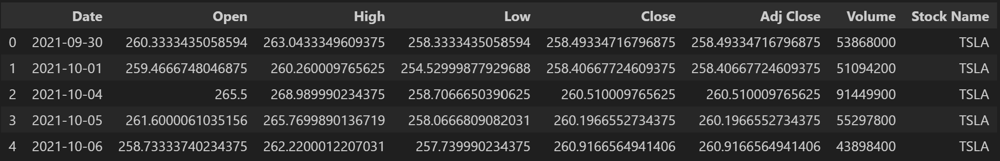 Date Open High Low Close Adj Close Volume Stock Name
0 2021-09-30 260.3333435058594 263.0433349609375 258.3333435058594 258.49334716796875 258.49334716796875 53868000 TSLA
1 2021-10-01 259.4666748046875 260.260009765625 254.52999877929688 258.40667724609375 258.40667724609375 51094200 TSLA
2 2021-10-04 265.5 268.989990234375 258.7066650390625 260.510009765625 260.510009765625 91449900 TSLA
3 2021-10-05 261.6000061035156 265.7699890136719 258.0666809082031 260.1966552734375 260.1966552734375 55297800 TSLA
4 2021-10-06 258.73333740234375 262.2200012207031 257.739990234375 260.9166564941406 260.9166564941406 43898400 TSLA